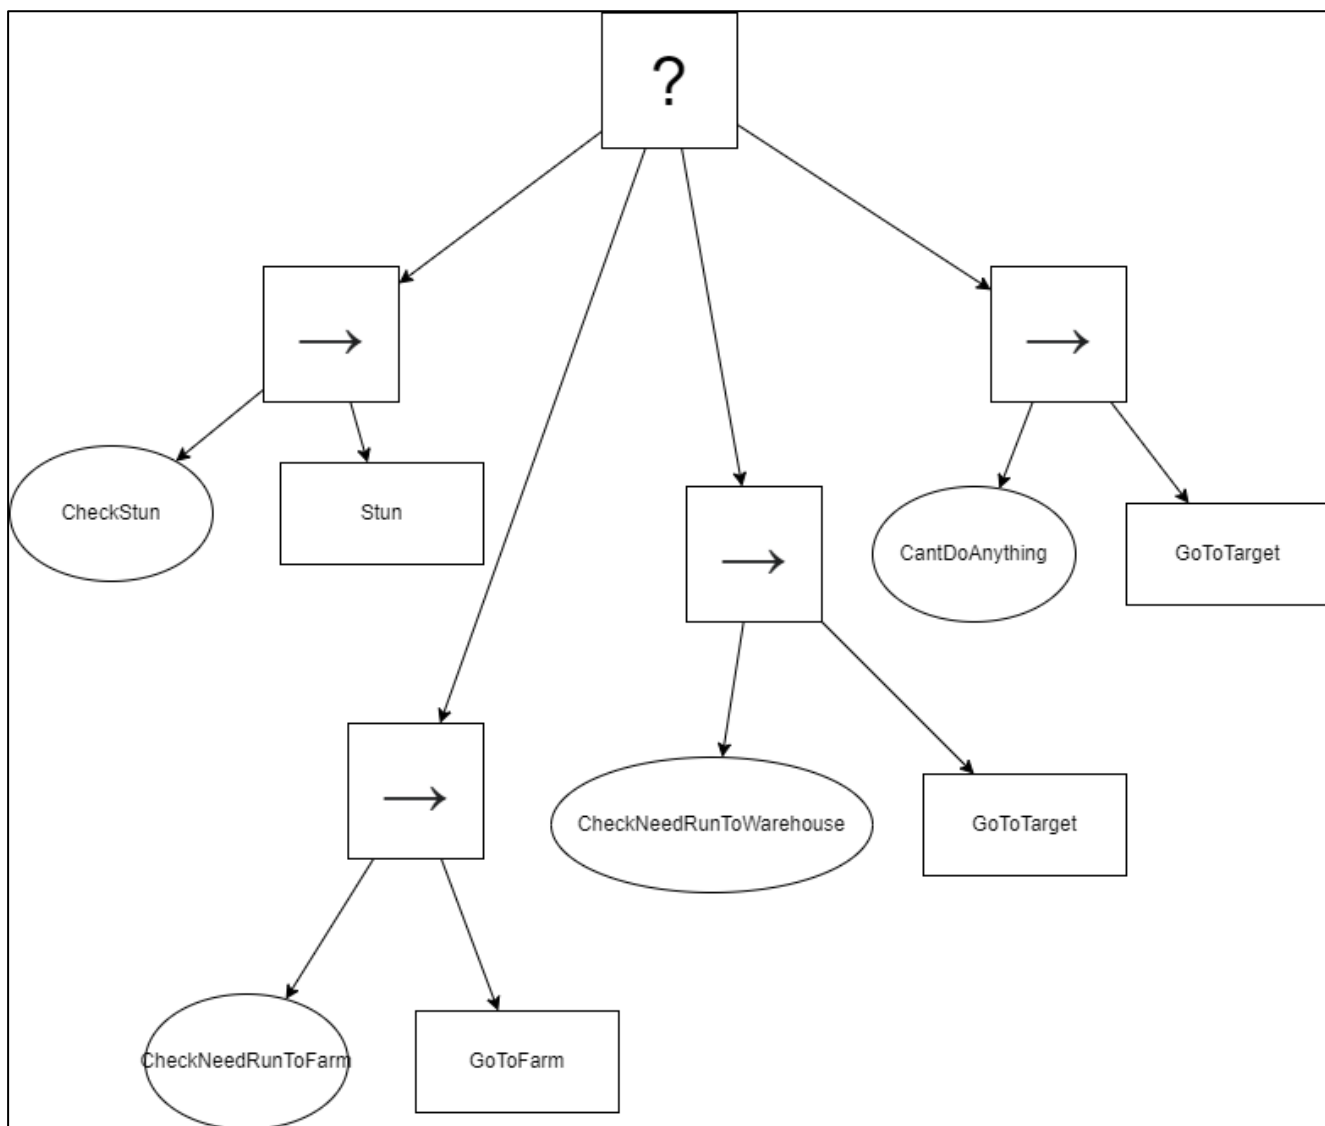 ?
→
→
CheckStun
Stun
→
CantDoAnything
GoToTarget
→
CheckNeedRunToWarehouse
GoToTarget
CheckNeedRunToFarm
GoToFarm